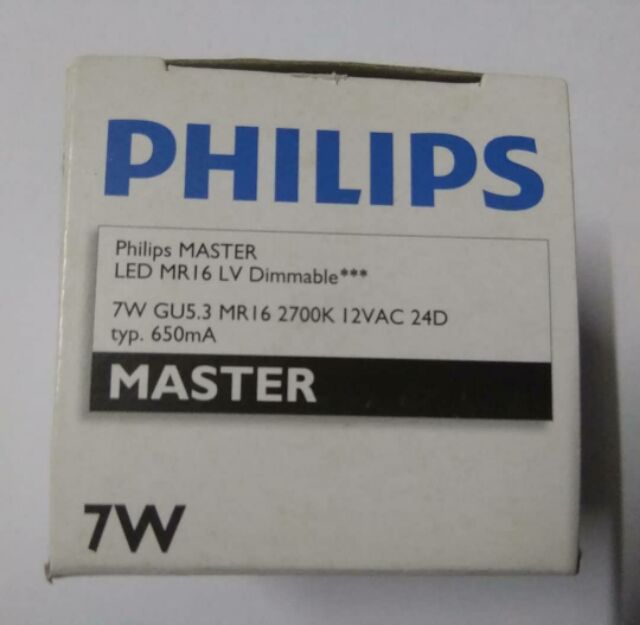 PHILIPS
Philips MASTER
LED MR16 LV Dimmable***
7W GU5.3 MR16 2700K 12VAC 24D
typ. 650mA
MASTER
7W